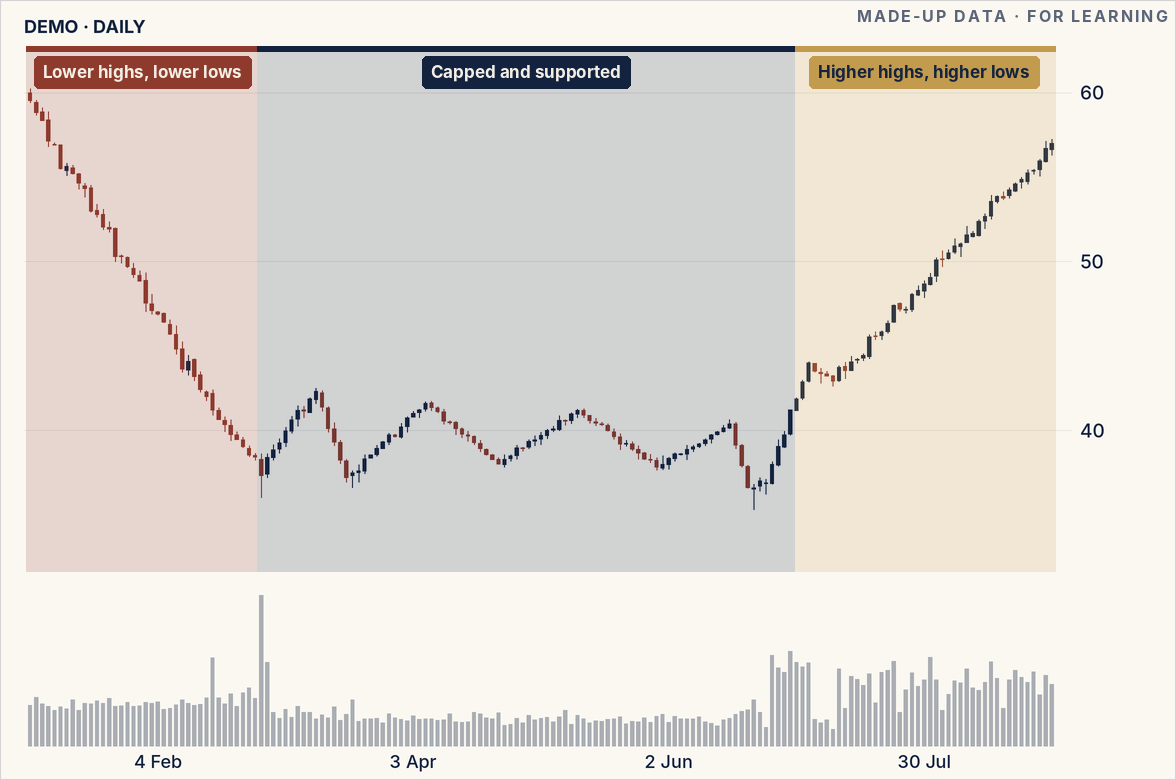 DEMO · DAILY
MADE-UP DATA · FOR LEARNING
Lower highs, lower lows
Capped and supported
Higher highs, higher lows
60
50
40
4 Feb
3 Apr
2 Jun
30 Jul